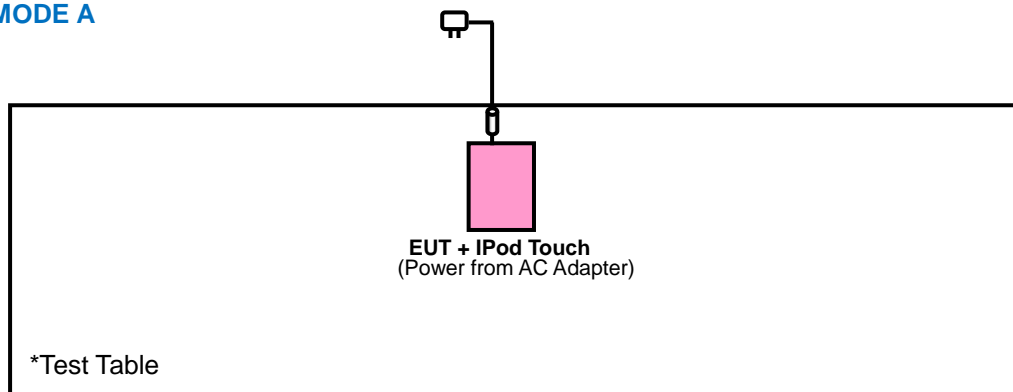 MODE A
EUT + IPod Touch
(Power from AC Adapter)
*Test Table